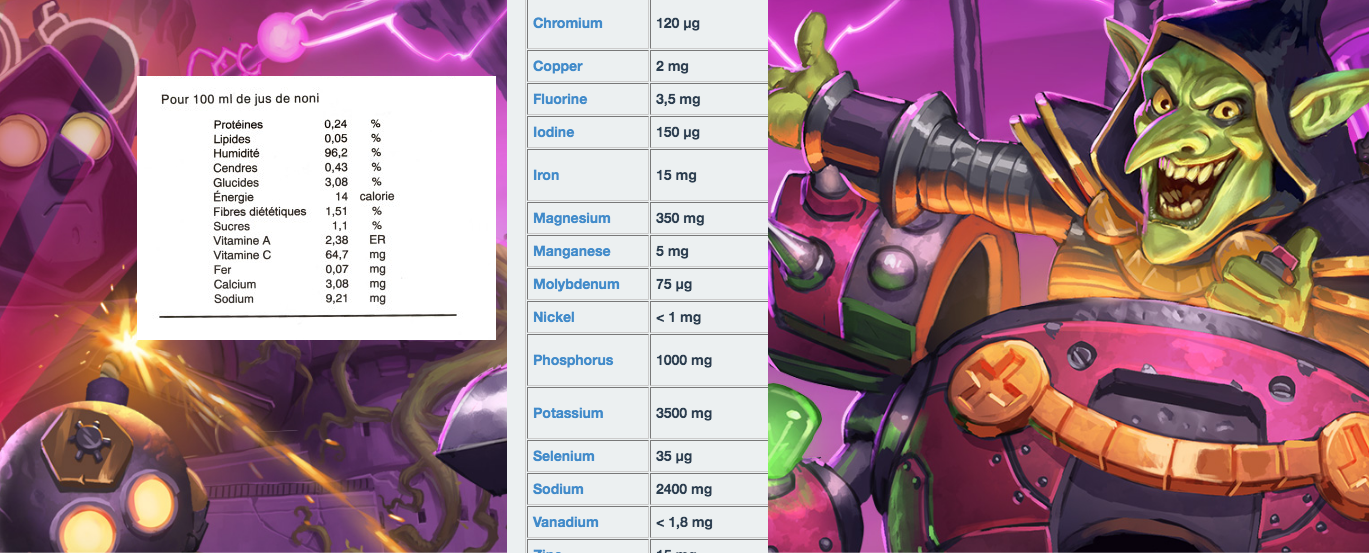 Pour 100 ml de jus de noni
Protéines 0,24 %
Lipides 0,05 %
Humidité 96,2 %
Cendres 0,43 %
Glucides 3,08 %
Énergie 14 calorie
Fibres diététiques 1,51 %
Sucres 1,1 %
Vitamine A 2,38 ER
Vitamine C 64,7 mg
Fer 0,07 mg
Calcium 3,08 mg
Sodium 9,21 mg
Chromium 120 µg
Copper 2 mg
Fluorine 3,5 mg
Iodine 150 µg
Iron 15 mg
Magnesium 350 mg
Manganese 5 mg
Molybdenum 75 µg
Nickel < 1 mg
Phosphorus 1000 mg
Potassium 3500 mg
Selenium 35 µg
Sodium 2400 mg
Vanadium < 1,8 mg